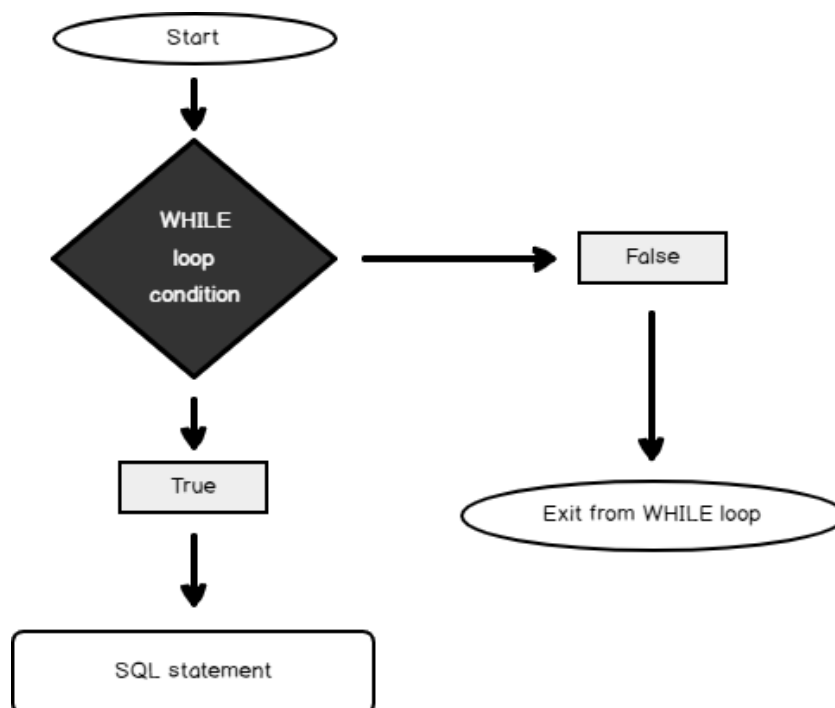 Start
WHILE
loop
condition
False
True
Exit from WHILE loop
SQL statement